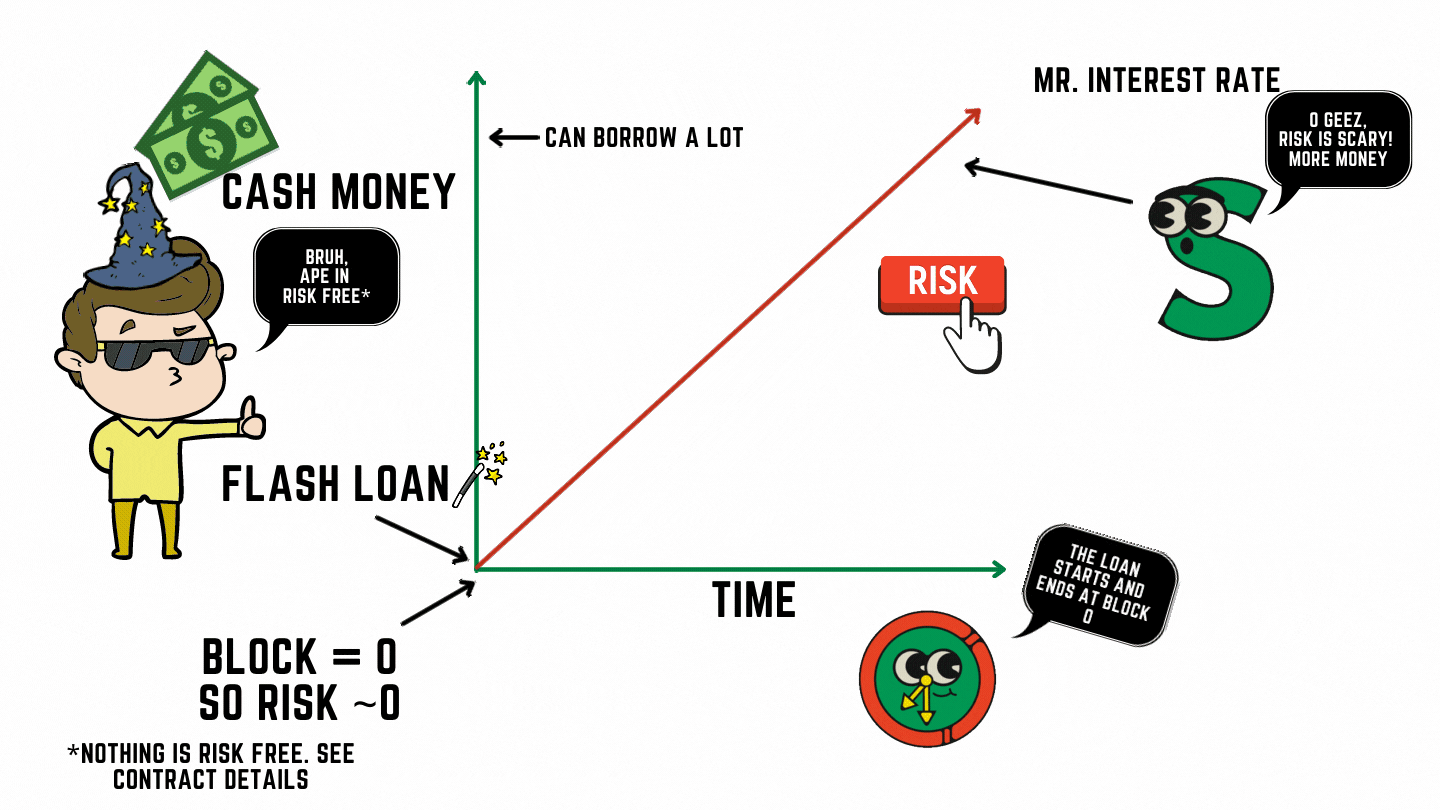 MR. INTEREST RATE
O GEEZ,
RISK IS SCARY!
MORE MONEY
CAN BORROW A LOT
CASH MONEY
BRUH,
APE IN
RISK FREE*
RISK
FLASH LOAN
THE LOAN
STARTS AND
ENDS AT BLOCK
0
TIME
BLOCK = 0
SO RISK ~0
*NOTHING IS RISK FREE. SEE
CONTRACT DETAILS